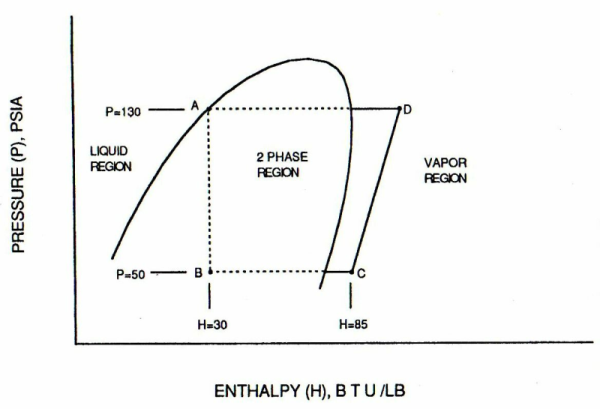 PRESSURE (P), PSIA
P=130
A
D
LIQUID
REGION
2 PHASE
REGION
VAPOR
REGION
P=50
B
C
H=30
H=85
ENTHALPY (H), B T U /LB